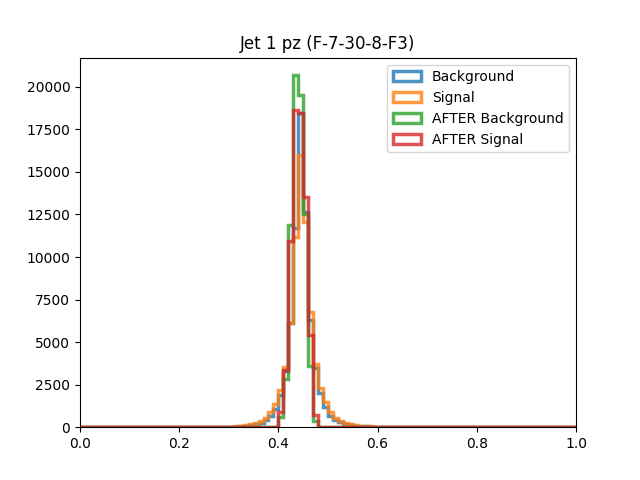 Jet 1 pz (F-7-30-8-F3)
Background
Signal
AFTER Background
AFTER Signal
20000
17500
15000
12500
10000
7500
5000
2500
0
0.0 0.2 0.4 0.6 0.8 1.0